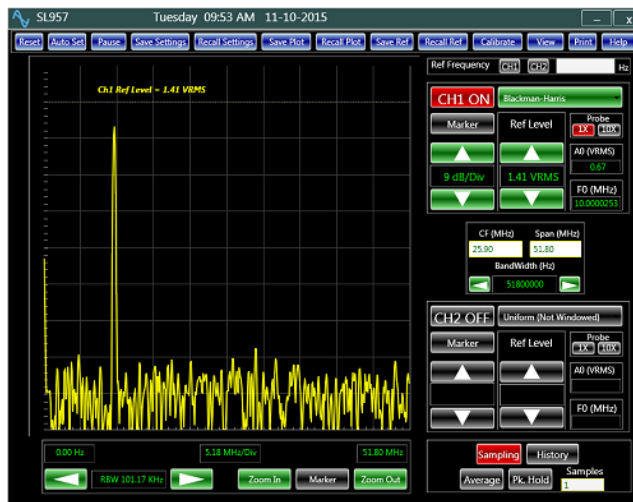 SL957 Tuesday 09:53 AM 11-10-2015
Reset Auto Set Pause Save Settings Recall Settings Save Plot Recall Plot Save Ref Recall Ref Calibrate View Print Help
Ch1 Ref Level = 1.41 VRMS
Ref Frequency CH1 CH2 Hz
CH1 ON Blackman-Harris
Marker Ref Level Probe
1X 10X
A0 (VRMS)
0.67
9 dB/Div 1.41 VRMS
F0 (MHz)
10.0000253
CF (MHz) Span (MHz)
25.90 51.80
BandWidth (Hz)
51800000
CH2 OFF Uniform (Not Windowed)
Marker Ref Level Probe
1X 10X
A0 (VRMS)
F0 (MHz)
0.00 Hz 5.18 MHz/Div 51.80 MHz
RBW 101.17 KHz Zoom In Marker Zoom Out
Sampling History
Average Pk. Hold Samples
1